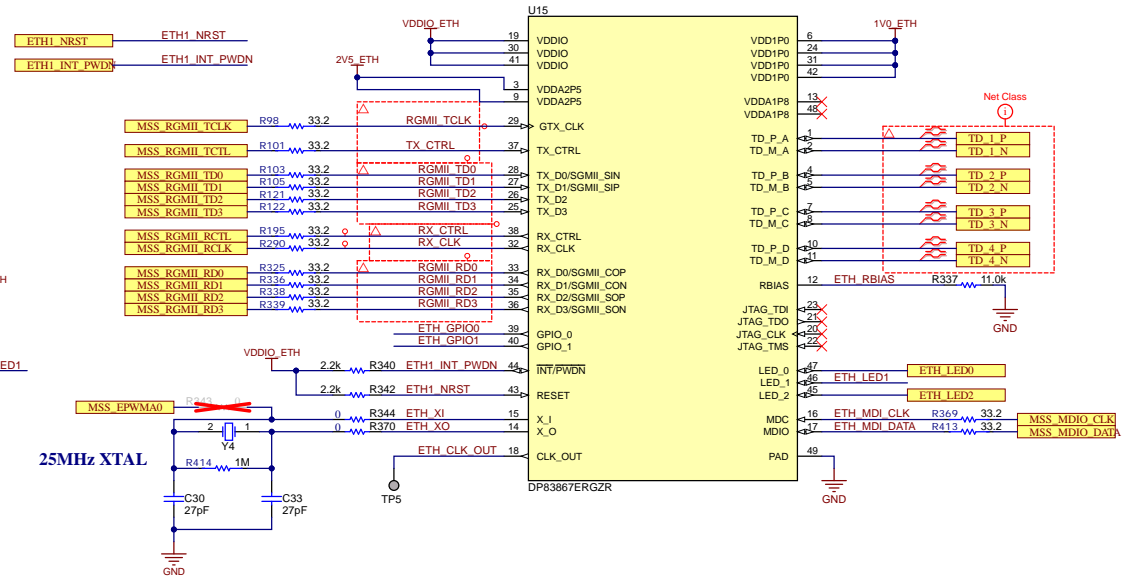 U15
VDDIO_ETH
1V0_ETH
ETH1_NRST ETH1_NRST
ETH1_INT_PWDN ETH1_INT_PWDN
19 VDDIO VDD1P0 6
30 VDDIO VDD1P0 24
41 VDDIO VDD1P0 31
VDD1P0 42
2V5_ETH
3 VDDA2P5
9 VDDA2P5 VDDA1P8 13
VDDA1P8 48
Net Class
i
MSS_RGMII_TCLK R98 33.2 RGMII_TCLK 29 GTX_CLK
TD_P_A 1 TD_1_P
MSS_RGMII_TCTL R101 33.2 TX_CTRL 37 TX_CTRL TD_M_A 2 TD_1_N
MSS_RGMII_TD0 R103 33.2 RGMII_TD0 28 TX_D0/SGMII_SIN TD_P_B 4 TD_2_P
MSS_RGMII_TD1 R105 33.2 RGMII_TD1 27 TX_D1/SGMII_SIP TD_M_B 5 TD_2_N
MSS_RGMII_TD2 R121 33.2 RGMII_TD2 26 TX_D2
MSS_RGMII_TD3 R122 33.2 RGMII_TD3 25 TX_D3 TD_P_C 7 TD_3_P
TD_M_C 8 TD_3_N
MSS_RGMII_RCTL R195 33.2 RX_CTRL 38 RX_CTRL
MSS_RGMII_RCLK R290 33.2 RX_CLK 32 RX_CLK TD_P_D 10 TD_4_P
TD_M_D 11 TD_4_N
MSS_RGMII_RD0 R325 33.2 RGMII_RD0 33 RX_D0/SGMII_COP
H MSS_RGMII_RD1 R336 33.2 RGMII_RD1 34 RX_D1/SGMII_CON RBIAS 12 ETH_RBIAS R337 11.0k
MSS_RGMII_RD2 R338 33.2 RGMII_RD2 35 RX_D2/SGMII_SOP
MSS_RGMII_RD3 R339 33.2 RGMII_RD3 36 RX_D3/SGMII_SON JTAG_TDI 23
JTAG_TDO 21
GND
ETH_GPIO0 39 GPIO_0 JTAG_CLK 20
ETH_GPIO1 40 GPIO_1 JTAG_TMS 22
VDDIO_ETH
ED1 2.2k R340 ETH1_INT_PWDN 44 INT/PWDN LED_0 47 ETH_LED0
LED_1 46 ETH_LED1
2.2k R342 ETH1_NRST 43 RESET LED_2 45 ETH_LED2
MSS_EPWMA0 R343 0
0 R344 ETH_XI 15 X_I MDC 16 ETH_MDI_CLK R369 33.2 MSS_MDIO_CLK
2 1 0 R370 ETH_XO 14 X_O MDIO 17 ETH_MDI_DATA R413 33.2 MSS_MDIO_DATA
Y4
25MHz XTAL
R414 1M
ETH_CLK_OUT 18 CLK_OUT PAD 49
TP5
GND
DP83867ERGZR
C30
27pF
C33
27pF
GND